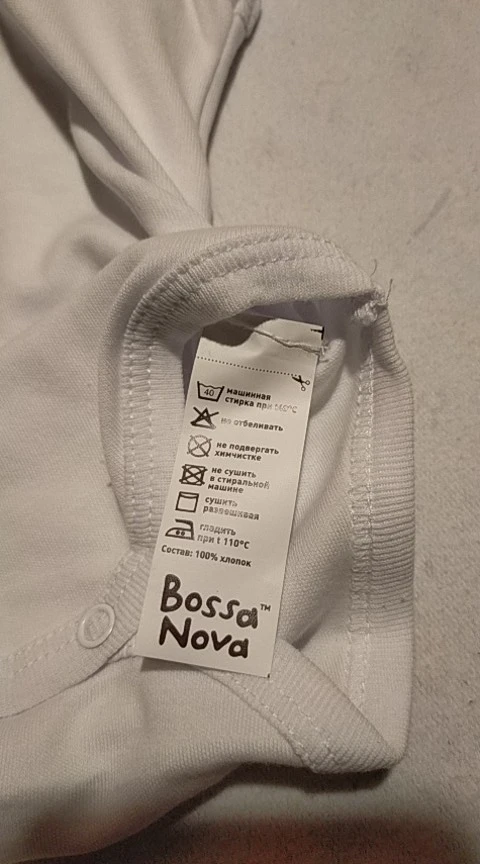 40 машинная
стирка при
не отбеливать
не подвергать
химчистке
не сушить
в стиральной
машине
сушить
развешивая
гладить
при t 110°C
Состав: 100% хлопок
Bossa™
Nova